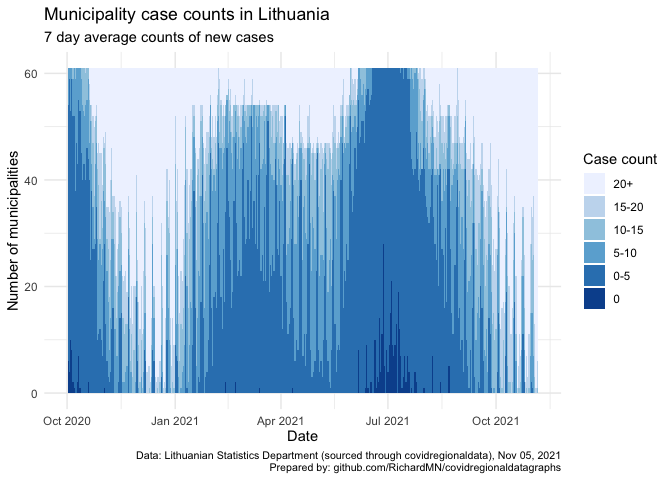 Municipality case counts in Lithuania
7 day average counts of new cases
Number of municipalities
60
40
20
0
Oct 2020
Jan 2021
Apr 2021
Jul 2021
Oct 2021
Date
Case count
20+
15-20
10-15
5-10
0-5
0
Data: Lithuanian Statistics Department (sourced through covidregionaldata), Nov 05, 2021
Prepared by: github.com/RichardMN/covidregionaldatagraphs